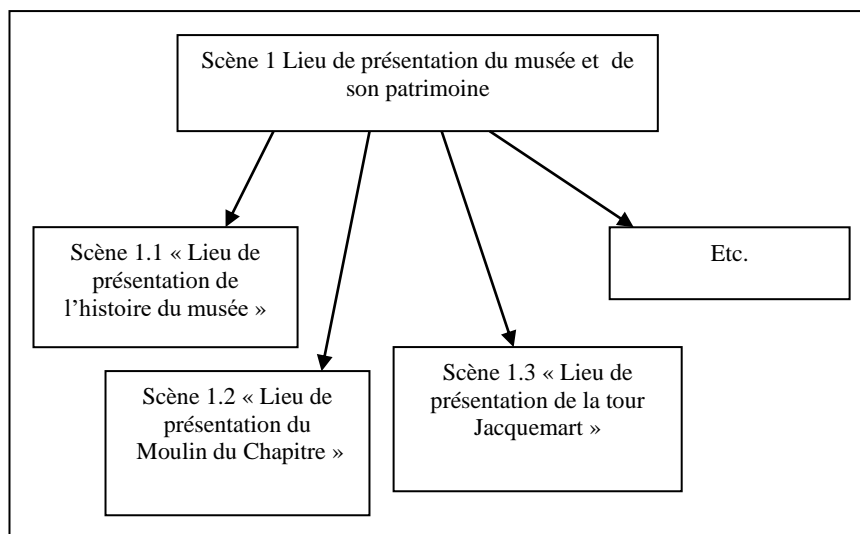 Scène 1 Lieu de présentation du musée et de
son patrimoine
Scène 1.1 « Lieu de
présentation de
l’histoire du musée »
Etc.
Scène 1.2 « Lieu de
présentation du
Moulin du Chapitre »
Scène 1.3 « Lieu de
présentation de la tour
Jacquemart »